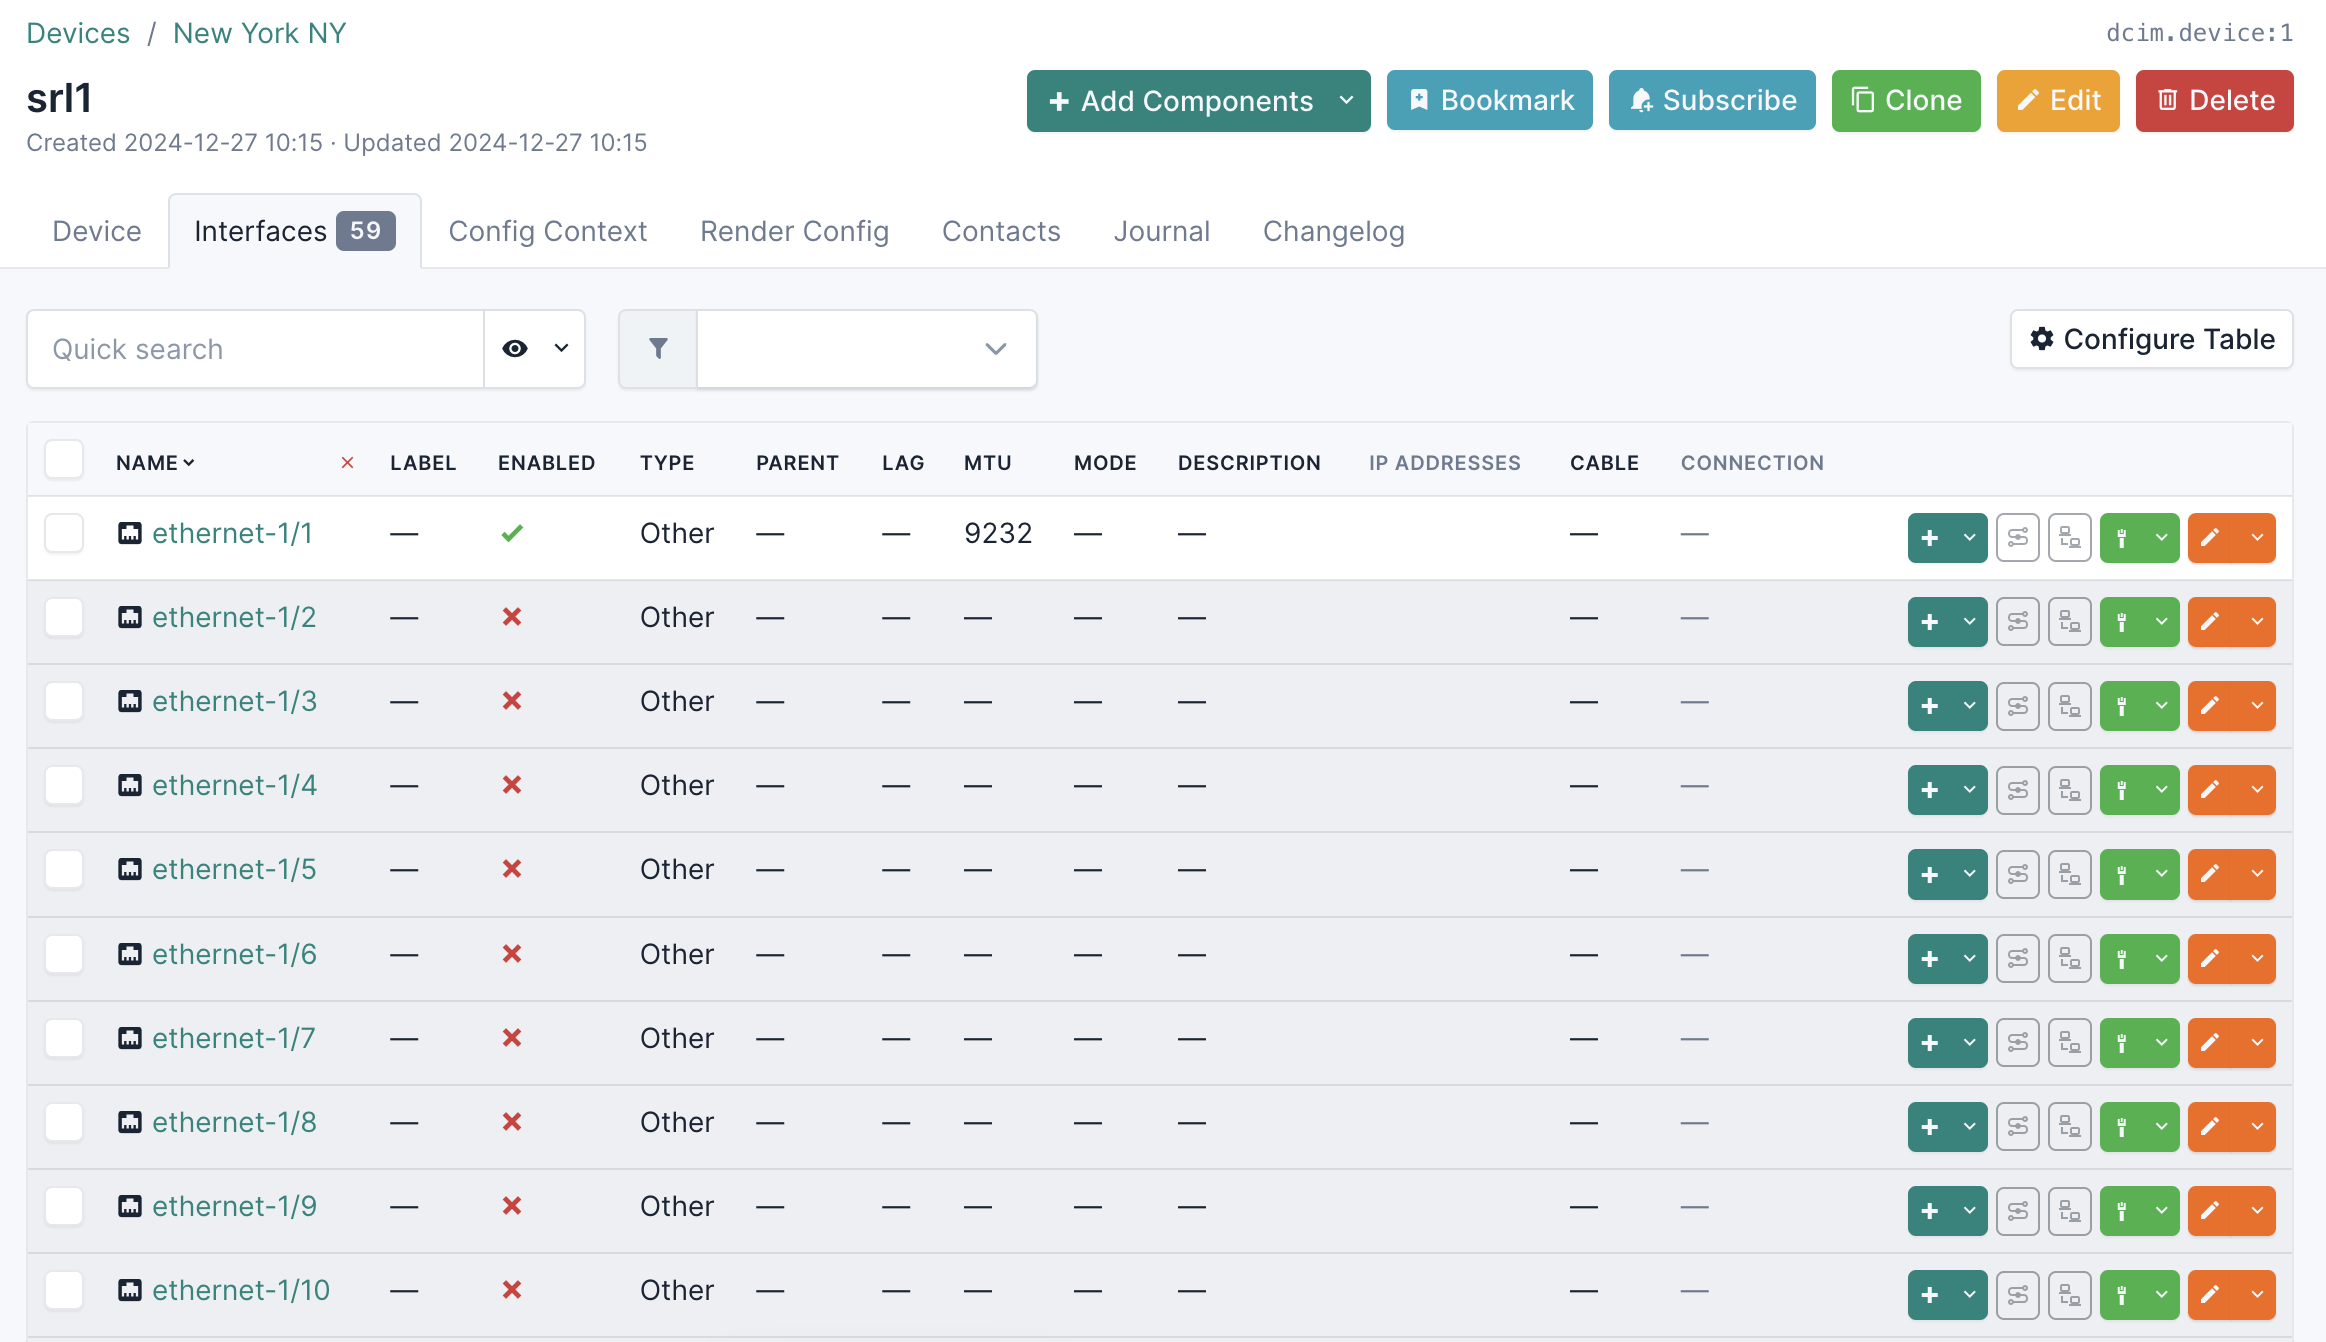 Devices / New York NY
dcim.device:1
srl1
Created 2024-12-27 10:15 · Updated 2024-12-27 10:15
Add Components Bookmark Subscribe Clone Edit Delete
Device Interfaces 59 Config Context Render Config Contacts Journal Changelog
Quick search
Configure Table
NAME LABEL ENABLED TYPE PARENT LAG MTU MODE DESCRIPTION IP ADDRESSES CABLE CONNECTION
ethernet-1/1 — Other — — 9232 — — — —
ethernet-1/2 — Other — — — — — — —
ethernet-1/3 — Other — — — — — — —
ethernet-1/4 — Other — — — — — — —
ethernet-1/5 — Other — — — — — — —
ethernet-1/6 — Other — — — — — — —
ethernet-1/7 — Other — — — — — — —
ethernet-1/8 — Other — — — — — — —
ethernet-1/9 — Other — — — — — — —
ethernet-1/10 — Other — — — — — — —